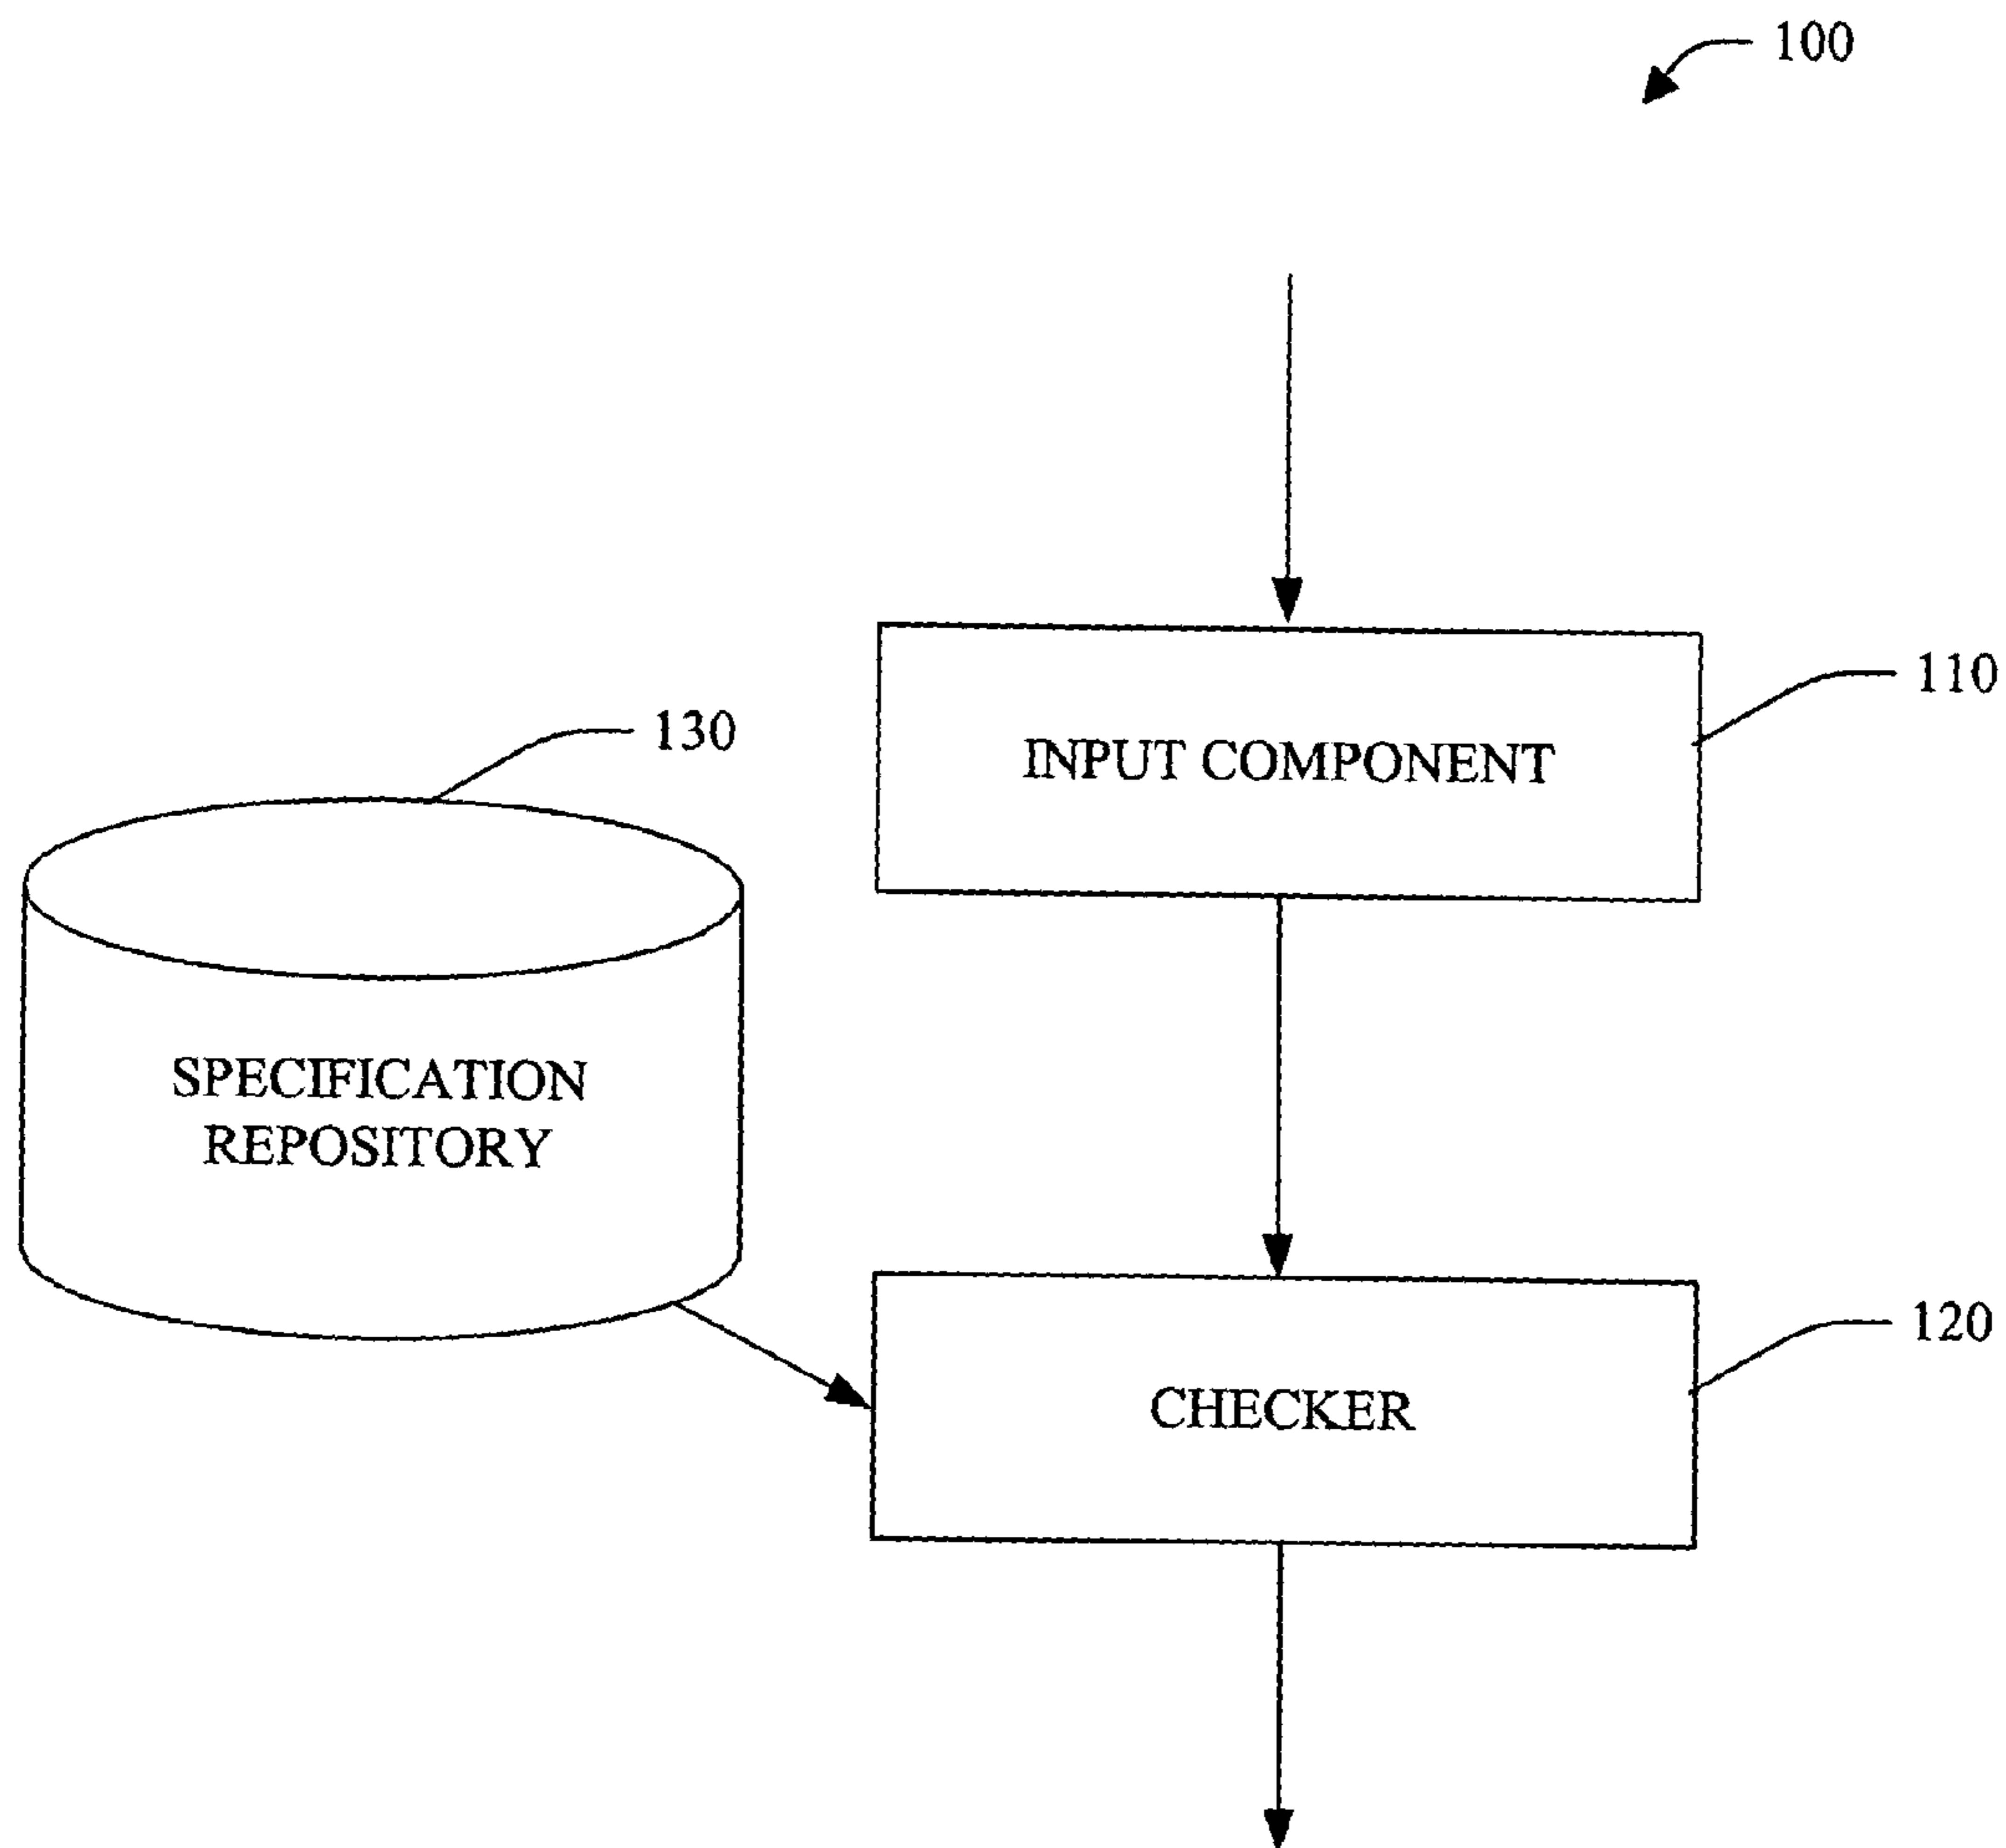 100
110
INPUT COMPONENT
130
SPECIFICATION
REPOSITORY
120
CHECKER